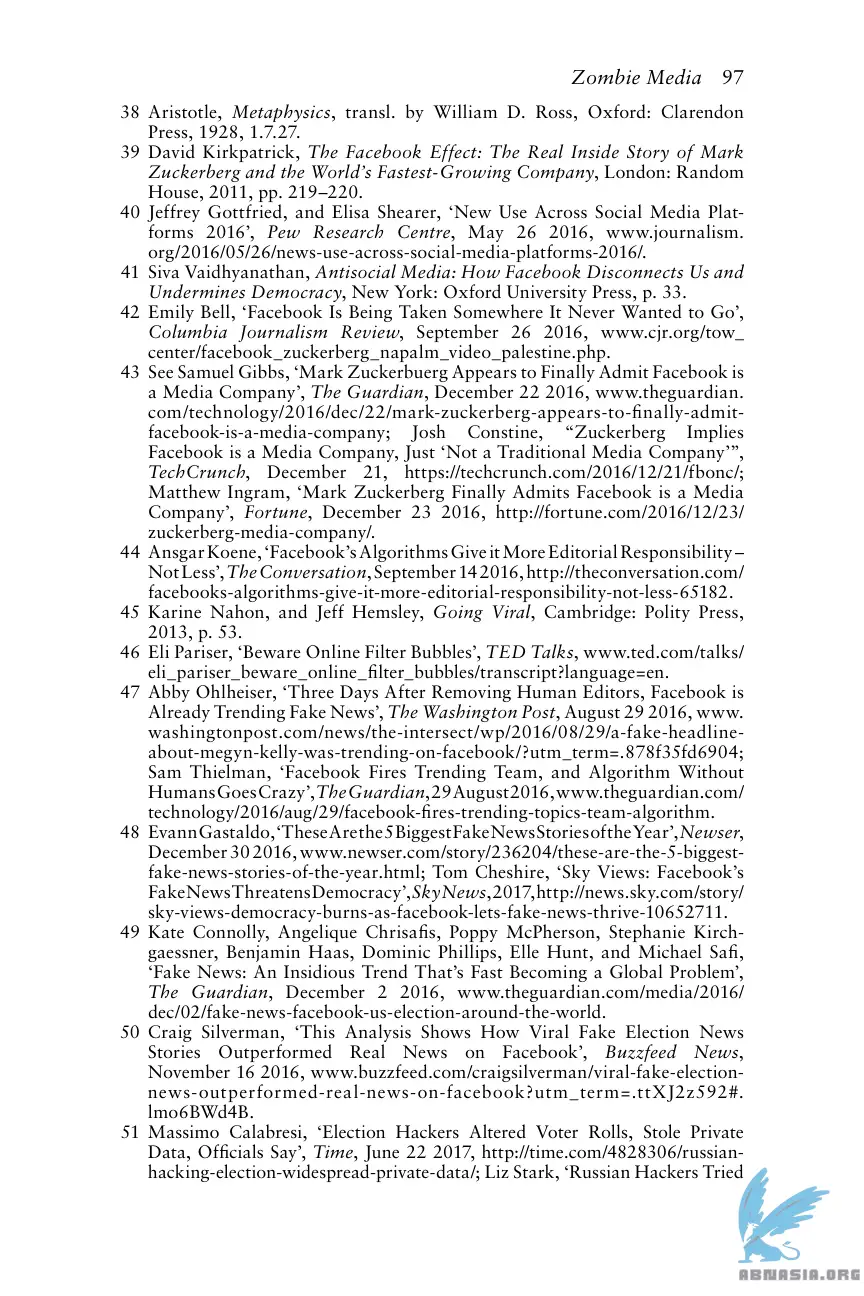 Zombie Media 97
38 Aristotle, Metaphysics, transl. by William D. Ross, Oxford: Clarendon
Press, 1928, 1.7.27.
39 David Kirkpatrick, The Facebook Effect: The Real Inside Story of Mark
Zuckerberg and the World’s Fastest-Growing Company, London: Random
House, 2011, pp. 219–220.
40 Jeffrey Gottfried, and Elisa Shearer, ‘New Use Across Social Media Plat-
forms 2016’, Pew Research Centre, May 26 2016, www.journalism.
org/2016/05/26/news-use-across-social-media-platforms-2016/.
41 Siva Vaidhyanathan, Antisocial Media: How Facebook Disconnects Us and
Undermines Democracy, New York: Oxford University Press, p. 33.
42 Emily Bell, ‘Facebook Is Being Taken Somewhere It Never Wanted to Go’,
Columbia Journalism Review, September 26 2016, www.cjr.org/tow_
center/facebook_zuckerberg_napalm_video_palestine.php.
43 See Samuel Gibbs, ‘Mark Zuckerbuerg Appears to Finally Admit Facebook is
a Media Company’, The Guardian, December 22 2016, www.theguardian.
com/technology/2016/dec/22/mark-zuckerberg-appears-to-finally-admit-
facebook-is-a-media-company; Josh Constine, “Zuckerberg Implies
Facebook is a Media Company, Just ‘Not a Traditional Media Company’”,
TechCrunch, December 21, https://techcrunch.com/2016/12/21/fbonc/;
Matthew Ingram, ‘Mark Zuckerberg Finally Admits Facebook is a Media
Company’, Fortune, December 23 2016, http://fortune.com/2016/12/23/
zuckerberg-media-company/.
44 Ansgar Koene, ‘Facebook’s Algorithms Give it More Editorial Responsibility –
Not Less’, The Conversation, September 14 2016, http://theconversation.com/
facebooks-algorithms-give-it-more-editorial-responsibility-not-less-65182.
45 Karine Nahon, and Jeff Hemsley, Going Viral, Cambridge: Polity Press,
2013, p. 53.
46 Eli Pariser, ‘Beware Online Filter Bubbles’, TED Talks, www.ted.com/talks/
eli_pariser_beware_online_filter_bubbles/transcript?language=en.
47 Abby Ohlheiser, ‘Three Days After Removing Human Editors, Facebook is
Already Trending Fake News’, The Washington Post, August 29 2016, www.
washingtonpost.com/news/the-intersect/wp/2016/08/29/a-fake-headline-
about-megyn-kelly-was-trending-on-facebook/?utm_term=.878f35fd6904;
Sam Thielman, ‘Facebook Fires Trending Team, and Algorithm Without
Humans Goes Crazy’, The Guardian, 29 August 2016, www.theguardian.com/
technology/2016/aug/29/facebook-fires-trending-topics-team-algorithm.
48 Evann Gastaldo, ‘These Are the 5 Biggest Fake News Stories of the Year’, Newser,
December 30 2016, www.newser.com/story/236204/these-are-the-5-biggest-
fake-news-stories-of-the-year.html; Tom Cheshire, ‘Sky Views: Facebook’s
Fake News Threatens Democracy’, Sky News, 2017, http://news.sky.com/story/
sky-views-democracy-burns-as-facebook-lets-fake-news-thrive-10652711.
49 Kate Connolly, Angelique Chrisafis, Poppy McPherson, Stephanie Kirch-
gaessner, Benjamin Haas, Dominic Phillips, Elle Hunt, and Michael Safi,
‘Fake News: An Insidious Trend That’s Fast Becoming a Global Problem’,
The Guardian, December 2 2016, www.theguardian.com/media/2016/
dec/02/fake-news-facebook-us-election-around-the-world.
50 Craig Silverman, ‘This Analysis Shows How Viral Fake Election News
Stories Outperformed Real News on Facebook’, Buzzfeed News,
November 16 2016, www.buzzfeed.com/craigsilverman/viral-fake-election-
news-outperformed-real-news-on-facebook?utm_term=.ttXJ2z592#.
lmo6BWd4B.
51 Massimo Calabresi, ‘Election Hackers Altered Voter Rolls, Stole Private
Data, Officials Say’, Time, June 22 2017, http://time.com/4828306/russian-
hacking-election-widespread-private-data/; Liz Stark, ‘Russian Hackers Tried
ABNASIA.ORG